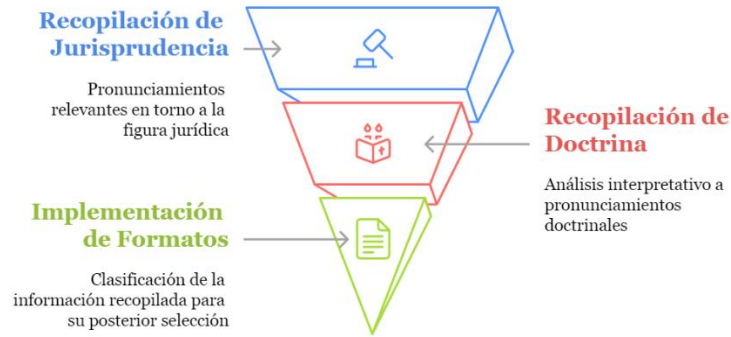 Recopilación de
Jurisprudencia
Pronunciamientos
relevantes en torno a la
figura jurídica
Recopilación de
Doctrina
Análisis interpretativo a
pronunciamientos
doctrinales
Implementación
de Formatos
Clasificación de la
información recopilada para
su posterior selección